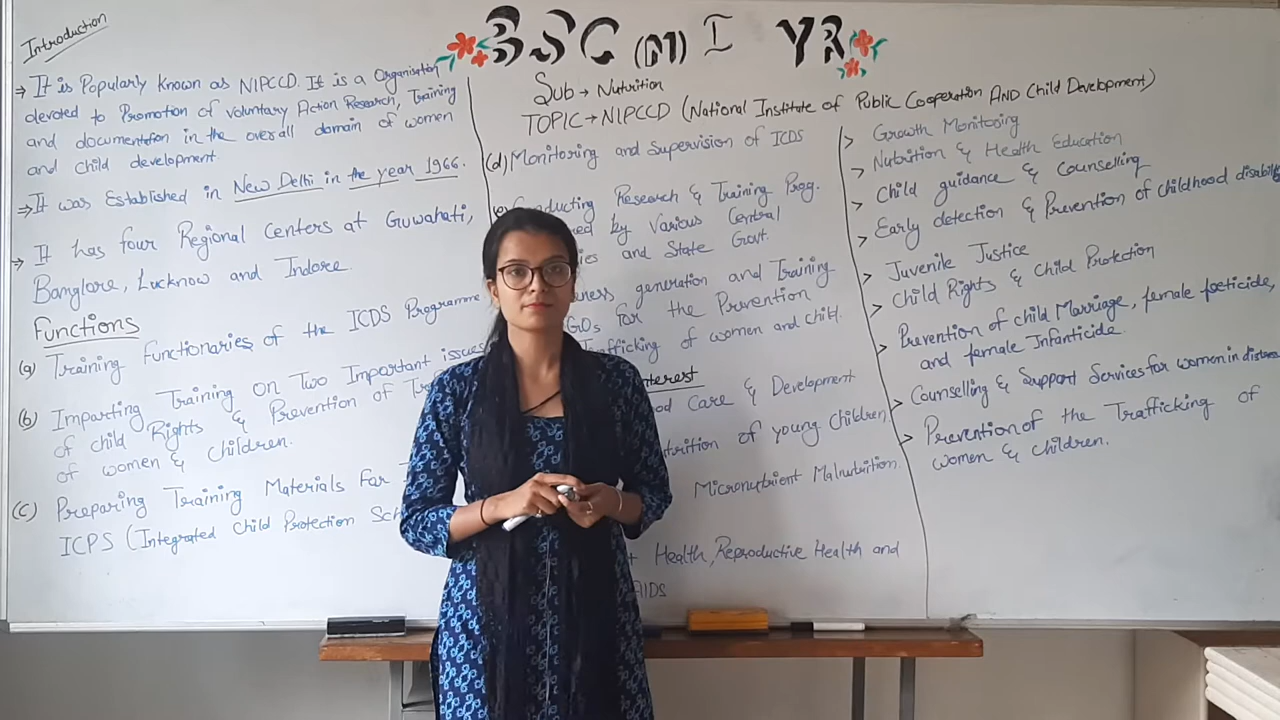 BSC (M) I YR
Sub → Nutrition
TOPIC → NIPCCD (National Institute of Public Cooperation AND Child Development)
Introduction
→ It is Popularly Known as NIPCCD. It is a Organisation
devoted to Promotion of Voluntary Action Research, Training
and documentation in the overall domain of women
and child development
→ It was Established in New Delhi in the year 1966.
→ It has four Regional Centers at Guwahati,
Banglore, Lucknow and Indore.
Functions
(a) Training Functionaries of the ICDS Programme
(b) Imparting Training on Two Important issues
of child Rights & Prevention of
of women & children.
(c) Preparing Training Materials For
ICPS (Integrated Child Protection
(d) Monitoring and Supervision of ICDS
Research & Training Prog.
by Various Central
and State Govt.
generation and Training
for the Prevention
of women and child.
Care & Development
of young Children
Micronutrient Malnutrition.
Health, Reproductive Health and
AIDS
> Growth Monitoring
> Nutrition & Health Education
> Child guidance & Counselling
> Early detection & Prevention of childhood
> Juvenile Justice
> Child Rights & Child Protection
> Prevention of child Marriage, female foeticide,
and female Infanticide.
> Counselling & Support Services for women in
> Prevention of the Trafficking of
women & children.